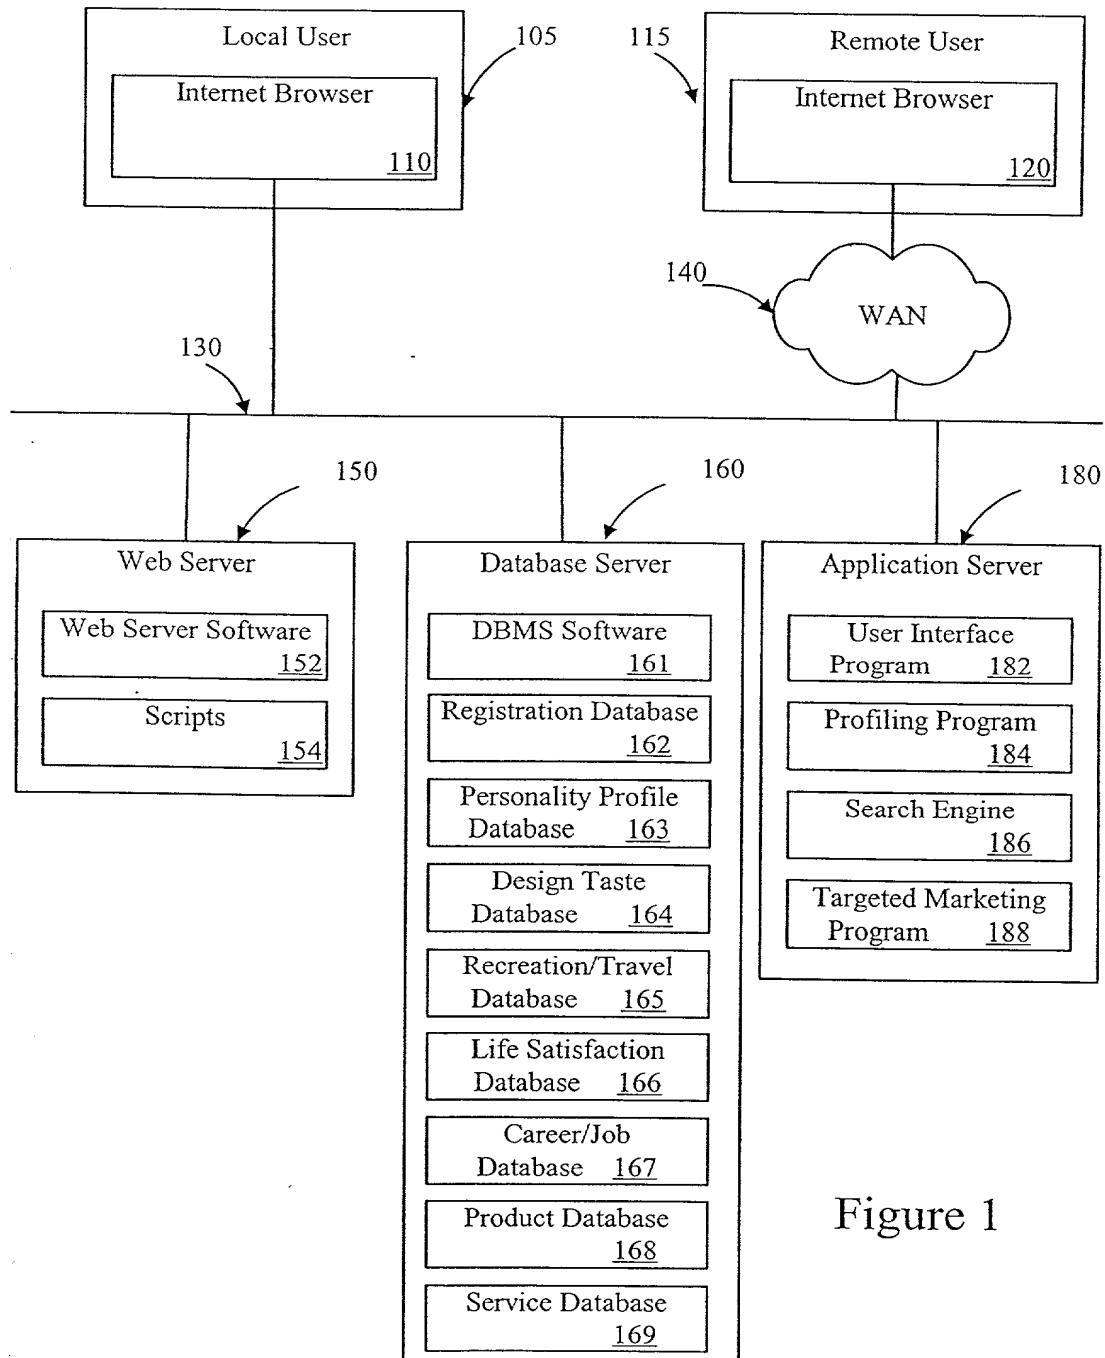 Local User
Internet Browser
110
105
115
Remote User
Internet Browser
120
140
WAN
130
150
160
180
Web Server
Web Server Software
152
Scripts
154
Database Server
DBMS Software
161
Registration Database
162
Personality Profile
Database 163
Design Taste
Database 164
Recreation/Travel
Database 165
Life Satisfaction
Database 166
Career/Job
Database 167
Product Database
168
Service Database
169
Application Server
User Interface
Program 182
Profiling Program
184
Search Engine
186
Targeted Marketing
Program 188
Figure 1